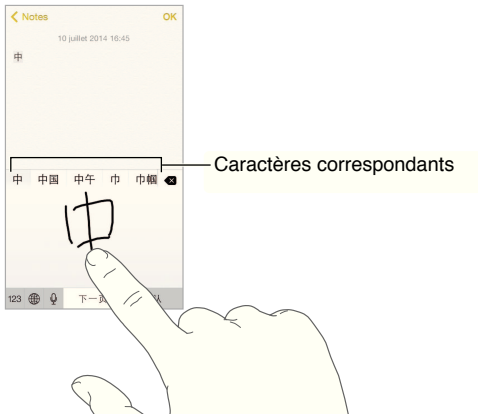 Notes OK
10 juillet 2014 16:45
中
Caractères correspondants
中 中国 中午 巾 巾帼
中
123 下一